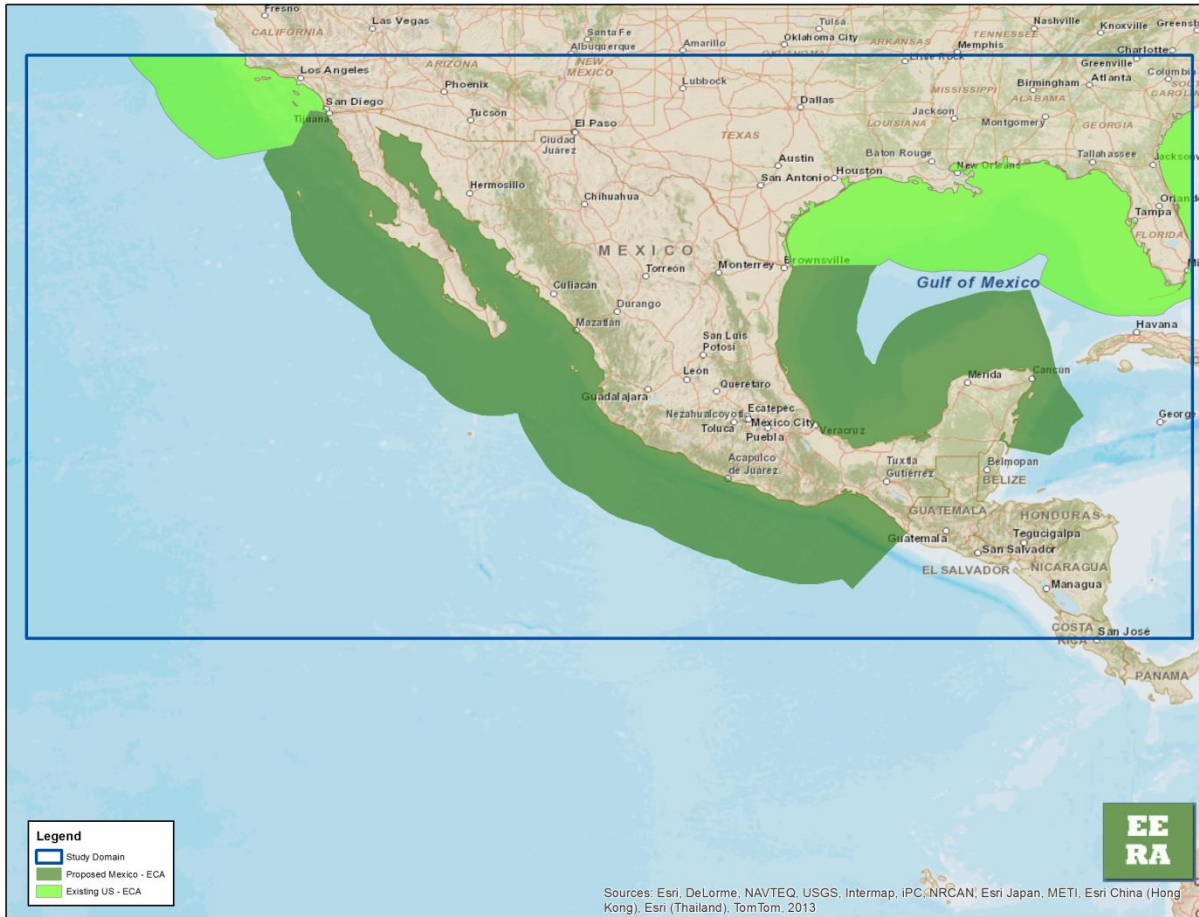 Fresno
Las Vegas
CALIFORNIA
Santa Fe
Albuquerque
Amarillo
Tulsa
Oklahoma City
OKLAHOMA
ARKANSAS
Nashville
Knoxville
TENNESSEE
Memphis
Charlotte
Greenville
Los Angeles
ARIZONA
NEW
MEXICO
Little Rock
Birmingham
Atlanta
Columbia
Phoenix
Lubbock
MISSISSIPPI
ALABAMA
San Diego
Tijuana
Tucson
El Paso
Dallas
Jackson
Montgomery
GEORGIA
Ciudad
Juárez
TEXAS
LOUISIANA
Austin
Baton Rouge
New Orleans
Tallahassee
San Antonio
Houston
Hermosillo
Chihuahua
Tampa
FLORIDA
MEXICO
Torreón
Monterrey
Brownsville
Gulf of Mexico
Culiacán
Durango
Mazatlán
San Luis
Potosí
Havana
León
Querétaro
Merida
Cancún
Guadalajara
Nezahualcoyotl
Ecatepec
Toluca
Mexico City
Puebla
Veracruz
George
Acapulco
de Juárez
Tuxtla
Gutiérrez
Belmopan
BELIZE
GUATEMALA
HONDURAS
Guatemala
Tegucigalpa
San Salvador
EL SALVADOR
NICARAGUA
Managua
COSTA
RICA
San José
PANAMA
Legend
Study Domain
Proposed Mexico - ECA
Existing US - ECA
EE
RA
Sources: Esri, DeLorme, NAVTEQ, USGS, Intermap, iPC, NRCAN, Esri Japan, METI, Esri China (Hong
Kong), Esri (Thailand), TomTom, 2013